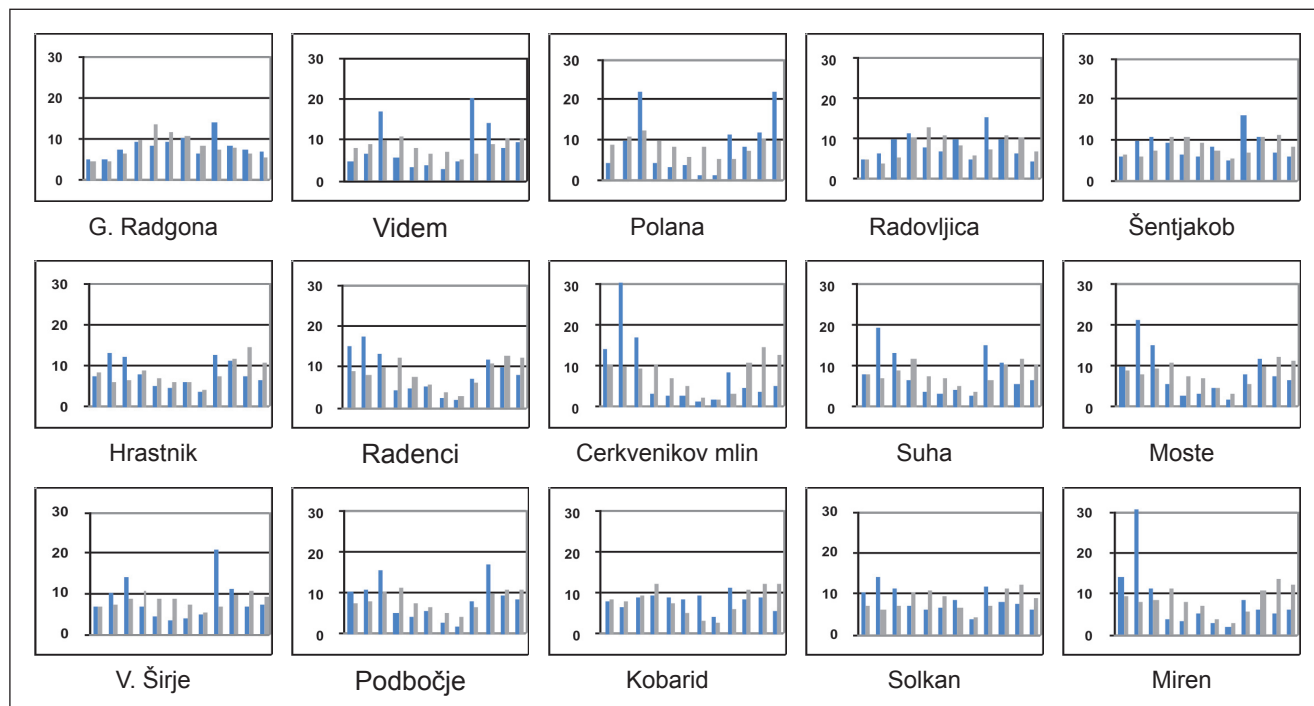 30 30 30 30 30
20 20 20 20 20
10 10 10 10 10
0 0 0 0 0
G. Radgona Videm Polana Radovljica Šentjakob
30 30 30 30 30
20 20 20 20 20
10 10 10 10 10
0 0 0 0 0
Hrastnik Radenci Cerkvenikov mlin Suha Moste
30 30 30 30 30
20 20 20 20 20
10 10 10 10 10
0 0 0 0 0
V. Širje Podbočje Kobarid Solkan Miren